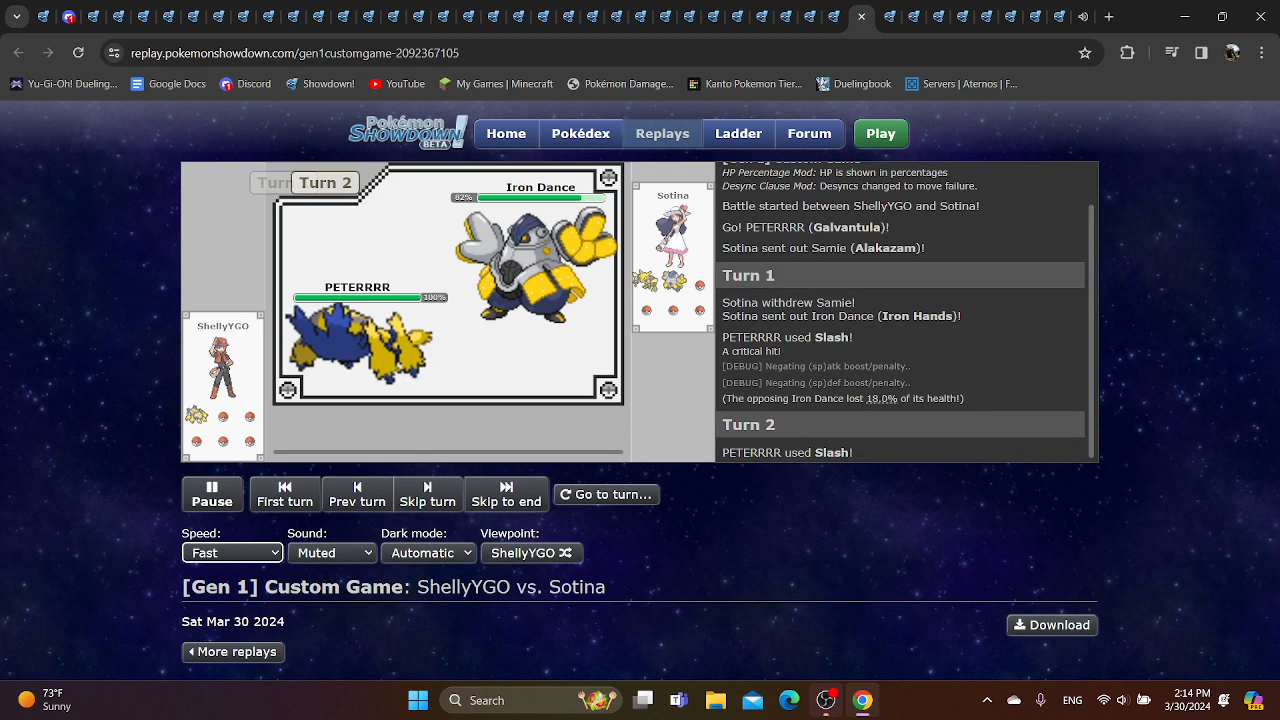 replay.pokemonshowdown.com/gen1customgame-2092367105
Yu-Gi-Oh! Dueling...
Google Docs
Discord
Showdown!
YouTube
My Games | Minecraft
Pokémon Damage...
Kanto Pokemon Tier...
Duelingbook
Servers | Aternos | F...
Pokémon
SHOWDOWN!
BETA
Home
Pokédex
Replays
Ladder
Forum
Play
Turn 2
Iron Dance
82%
PETERRRR
100%
ShellyYGO
Sotina
HP Percentage Mod: HP is shown in percentages
Desync Clause Mod: Desyncs changed to move failure.
Battle started between ShellyYGO and Sotina!
Go! PETERRRR (Galvantula)!
Sotina sent out Samie (Alakazam)!
Turn 1
Sotina withdrew Samie!
Sotina sent out Iron Dance (Iron Hands)!
PETERRRR used Slash!
A critical hit!
[DEBUG] Negating (sp)atk boost/penalty..
[DEBUG] Negating (sp)def boost/penalty..
(The opposing Iron Dance lost 18.0% of its health!)
Turn 2
PETERRRR used Slash!
Pause
First turn
Prev turn
Skip turn
Skip to end
Go to turn...
Speed:
Sound:
Dark mode:
Viewpoint:
Fast
Muted
Automatic
ShellyYGO
[Gen 1] Custom Game: ShellyYGO vs. Sotina
Sat Mar 30 2024
Download
More replays
73°F
Sunny
Search
ENG
2:14 PM
3/30/2024
PRE